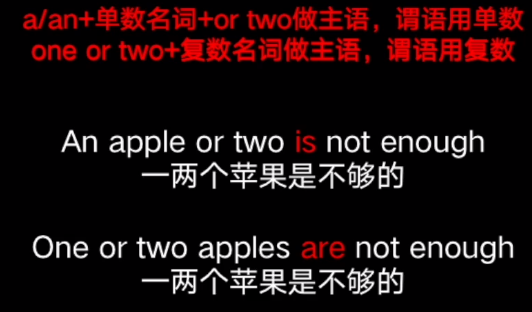 a/an+单数名词+or two做主语，谓语用单数
one or two+复数名词做主语，谓语用复数
An apple or two is not enough
一两个苹果是不够的
One or two apples are not enough
一两个苹果是不够的